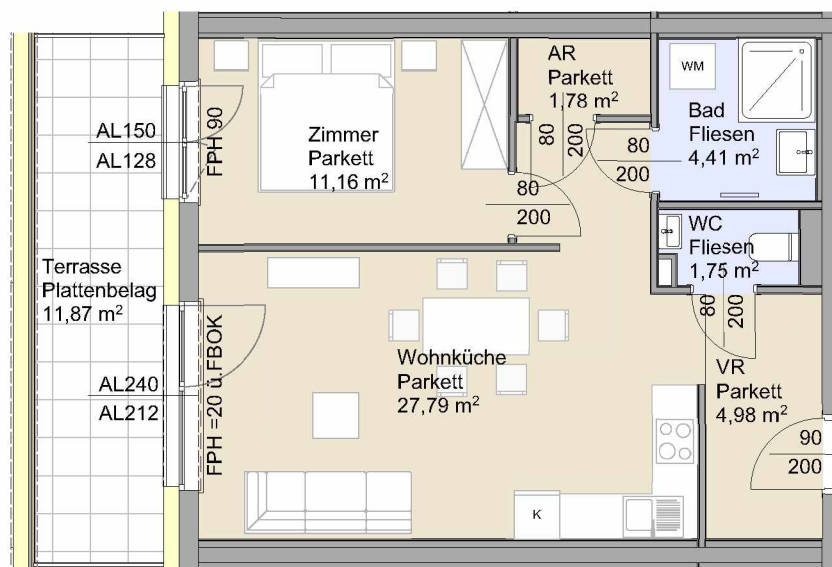 AR
Parkett
1,78 m²
WM
Bad
Fliesen
4,41 m²
AL150
AL128
FPH 90
Zimmer
Parkett
11,16 m²
80
200
80
200
80
200
WC
Fliesen
1,75 m²
80
200
Terrasse
Plattenbelag
11,87 m²
AL240
AL212
FPH =20 ü.FBOK
Wohnküche
Parkett
27,79 m²
VR
Parkett
4,98 m²
90
200
K